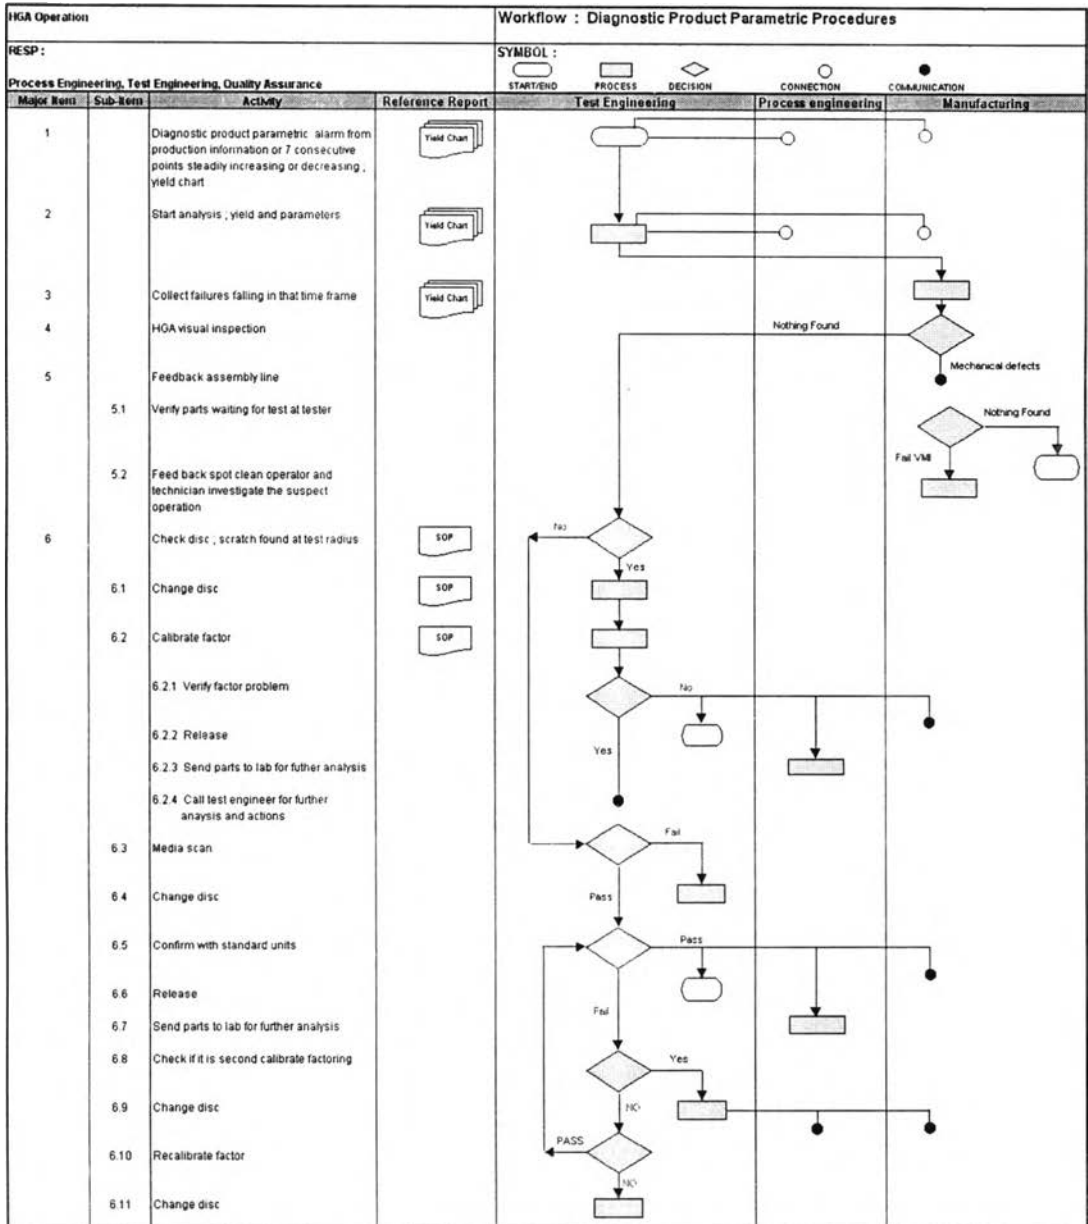 HGA Operation
Workflow : Diagnostic Product Parametric Procedures
RESP :
SYMBOL :
Process Engineering, Test Engineering, Quality Assurance
START/END PROCESS DECISION CONNECTION COMMUNICATION
Major Item Sub-Item Activity Reference Report Test Engineering Process engineering Manufacturing
1 Diagnostic product parametric alarm from Yield Chart
production information or 7 consecutive
points steadily increasing or decreasing ;
yield chart
2 Start analysis ; yield and parameters Yield Chart
3 Collect failures falling in that time frame Yield Chart
4 HGA visual inspection Nothing Found
Mechanical defects
5 Feedback assembly line
5.1 Verify parts waiting for test at tester Nothing Found
Fail VMI
5.2 Feed back spot clean operator and
technician investigate the suspect
operation
No
6 Check disc ; scratch found at test radius SOP
Yes
6.1 Change disc SOP
6.2 Calibrate factor SOP
6.2.1 Verify factor problem No
6.2.2 Release
Yes
6.2.3 Send parts to lab for futher analysis
6.2.4 Call test engineer for further
anaysis and actions
Fail
6.3 Media scan
6.4 Change disc Pass
6.5 Confirm with standard units Pass
6.6 Release
Fail
6.7 Send parts to lab for further analysis
6.8 Check if it is second calibrate factoring Yes
6.9 Change disc NO
PASS
6.10 Recalibrate factor
NO
6.11 Change disc